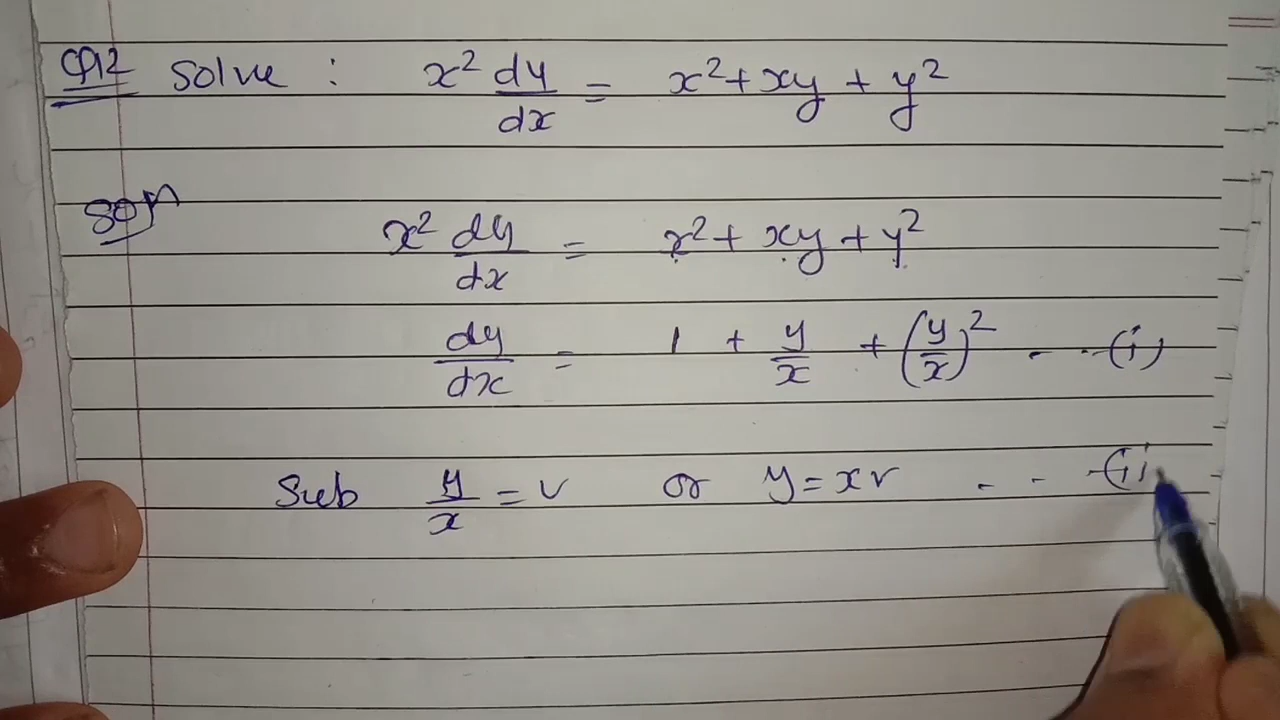 Q12 Solve : x² dy/dx = x² + xy + y²
Soln
x² dy/dx = x² + xy + y²
dy/dx = 1 + y/x + (y/x)² - - (i)
Sub y/x = v or y = xv - - (ii